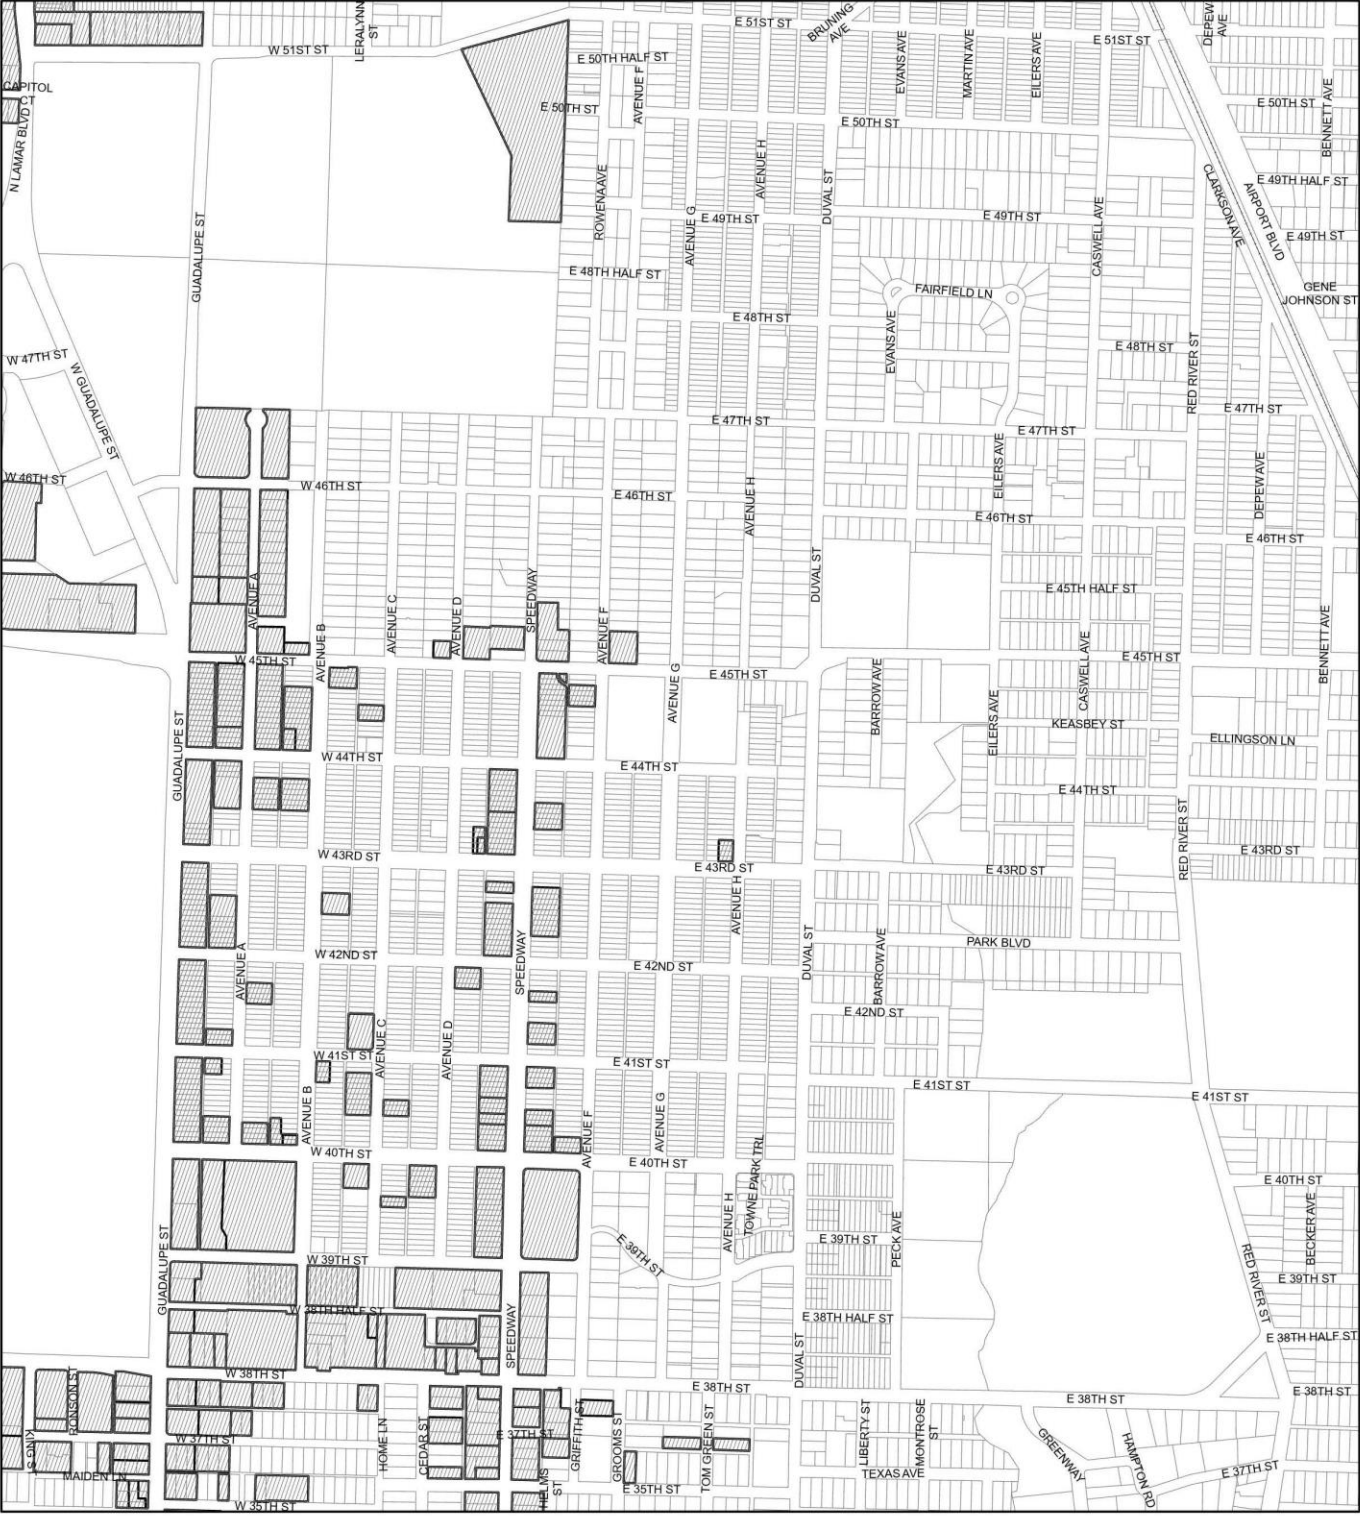 E 51ST ST
BRUNING
AVE
DEPEW
AVE
LERALYNN
ST
W 51ST ST
E 51ST ST
E 50TH HALF ST
AVENUE F
EVANS AVE
MARTIN AVE
EILERS AVE
CAPITOL
CT
N LAMAR BLVD
E 50TH ST
E 50TH ST
E 50TH ST
BENNETT AVE
AVENUE H
CLARKSON AVE
AIRPORT BLVD
E 49TH HALF ST
ROWENA AVE
DUVAL ST
GUADALUPE ST
AVENUE G
E 49TH ST
E 49TH ST
CASWELL AVE
E 49TH ST
E 48TH HALF ST
FAIRFIELD LN
GENE
JOHNSON ST
E 48TH ST
EVANS AVE
E 48TH ST
RED RIVER ST
W 47TH ST
W GUADALUPE ST
E 47TH ST
E 47TH ST
E 47TH ST
EILERS AVE
DEPEW AVE
W 46TH ST
W 46TH ST
E 46TH ST
AVENUE H
E 46TH ST
E 46TH ST
AVENUE A
AVENUE B
AVENUE C
AVENUE D
SPEEDWAY
AVENUE F
DUVAL ST
E 45TH HALF ST
BENNETT AVE
W 45TH ST
AVENUE G
E 45TH ST
CASWELL AVE
E 45TH ST
BARROW AVE
EILERS AVE
GUADALUPE ST
KEASBEY ST
ELLINGSON LN
W 44TH ST
E 44TH ST
E 44TH ST
RED RIVER ST
W 43RD ST
E 43RD ST
E 43RD ST
E 43RD ST
AVENUE H
AVENUE A
W 42ND ST
SPEEDWAY
E 42ND ST
DUVAL ST
BARROW AVE
PARK BLVD
E 42ND ST
AVENUE C
AVENUE D
W 41ST ST
E 41ST ST
E 41ST ST
E 41ST ST
AVENUE B
AVENUE F
AVENUE G
W 40TH ST
E 40TH ST
TOWNE PARK TRL
E 40TH ST
AVENUE H
PECK AVE
BECKER AVE
GUADALUPE ST
W 39TH ST
E 39TH ST
E 39TH ST
RED RIVER ST
E 39TH ST
W 38TH HALF ST
SPEEDWAY
DUVAL ST
E 38TH HALF ST
E 38TH HALF ST
W 38TH ST
E 38TH ST
E 38TH ST
E 38TH ST
RONSON ST
KING ST
W 37TH ST
HOME LN
CEDAR ST
E 37TH ST
GRIFFITH ST
GROOMS ST
TOM GREEN ST
LIBERTY ST
MONTROSE
ST
GREENWAY
HAMPTON RD
E 37TH ST
MAIDEN LN
TEXAS AVE
HELMS
ST
W 35TH ST
E 35TH ST